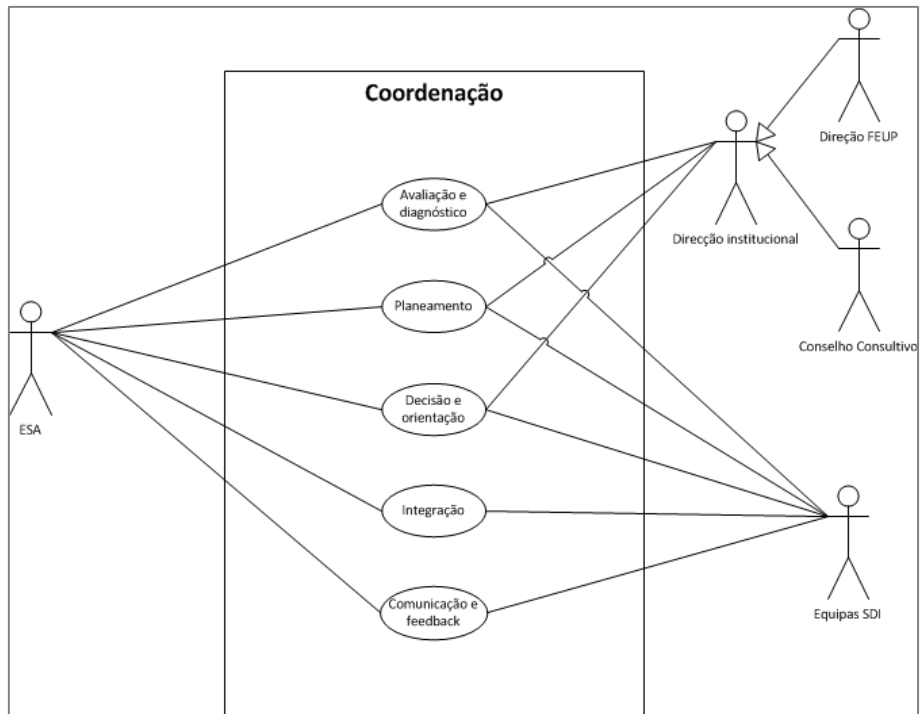 Coordenação
Direção FEUP
Avaliação e
diagnóstico
Direcção institucional
Planeamento
Conselho Consultivo
ESA
Decisão e
orientação
Integração
Comunicação e
feedback
Equipas SDI